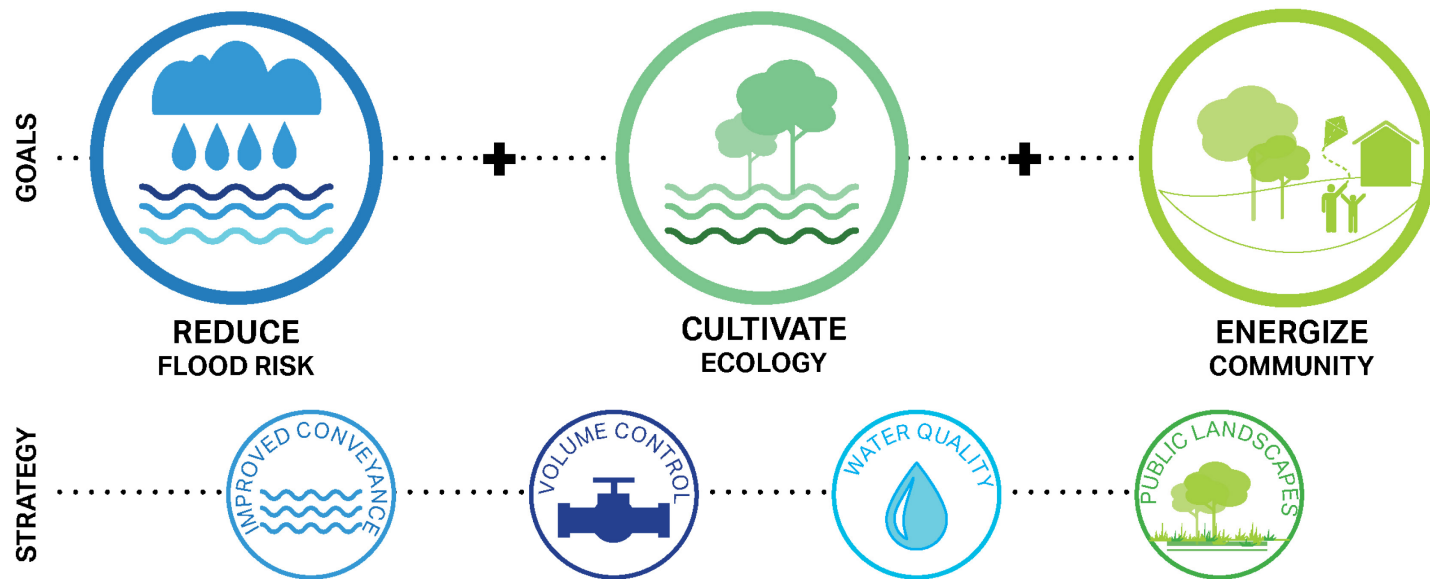 GOALS
REDUCE
FLOOD RISK
CULTIVATE
ECOLOGY
ENERGIZE
COMMUNITY
STRATEGY
IMPROVED CONVEYANCE
VOLUME CONTROL
WATER QUALITY
PUBLIC LANDSCAPES